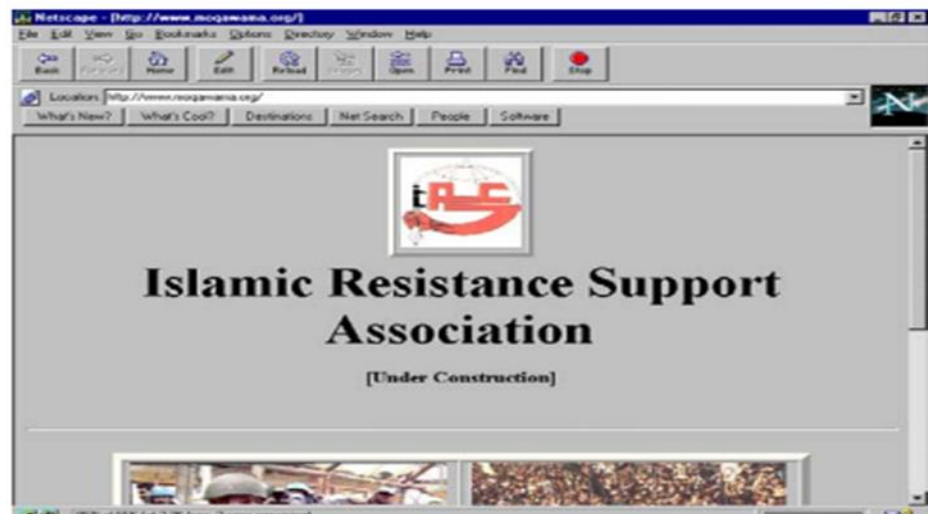 Netscape - [http://www.moqawama.org/]
File Edit View Go Bookmarks Options Directory Window Help
Back Forward Home Edit Reload Images Open Print Find Stop
Location: http://www.moqawama.org/
What's New? What's Cool? Destinations Net Search People Software
Islamic Resistance Support
Association
[Under Construction]